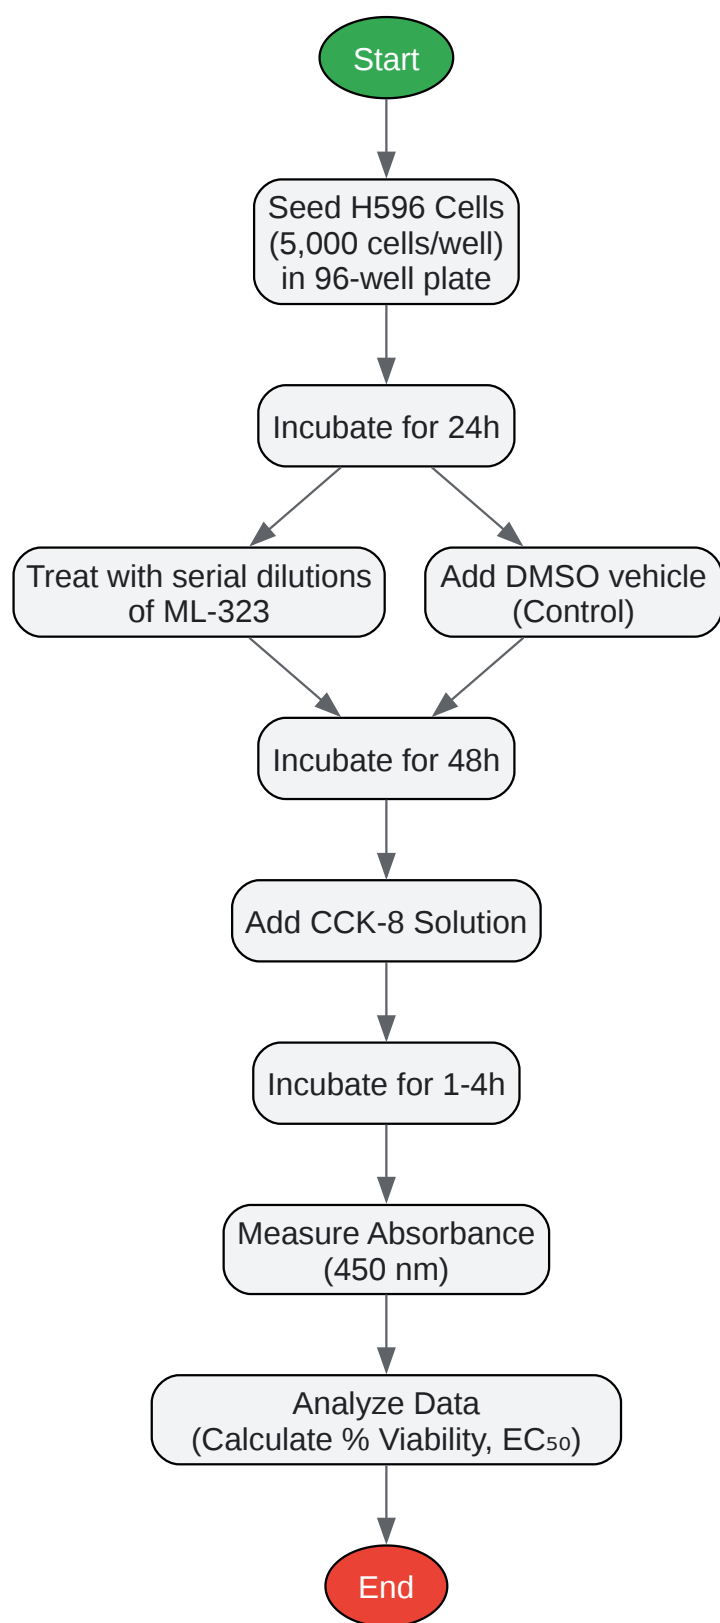 Start
Seed H596 Cells
(5,000 cells/well)
in 96-well plate
Incubate for 24h
Treat with serial dilutions
of ML-323
Add DMSO vehicle
(Control)
Incubate for 48h
Add CCK-8 Solution
Incubate for 1-4h
Measure Absorbance
(450 nm)
Analyze Data
(Calculate % Viability, EC₅₀)
End